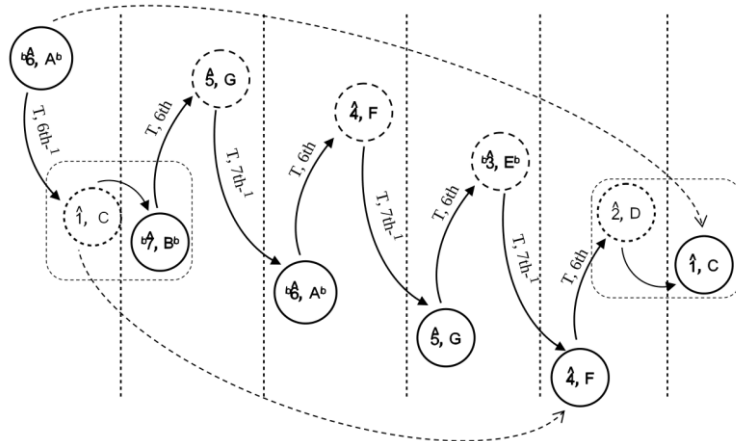 ♭6̂, A♭
T, 6th-1
1̂, C
♭7̂, B♭
T, 6th
5̂, G
T, 7th-1
♭6̂, A♭
T, 6th
4̂, F
T, 7th-1
5̂, G
T, 6th
♭3̂, E♭
T, 7th-1
4̂, F
T, 6th
2̂, D
1̂, C